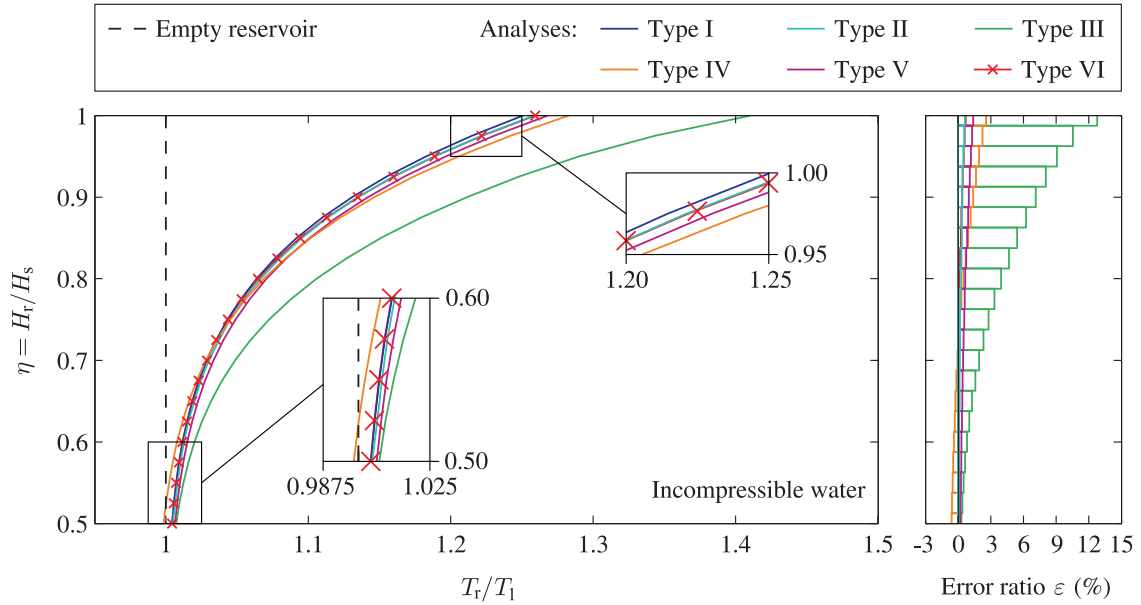 Empty reservoir Analyses: Type I Type II Type III
Type IV Type V Type VI
1
0.9
0.8
0.7
0.6
0.5
η = Hr/Hs
1.00
0.95
1.20 1.25
0.60
0.50
0.9875 1.025
Incompressible water
1 1.1 1.2 1.3 1.4 1.5
Tr/T1
-3 0 3 6 9 12 15
Error ratio ε (%)